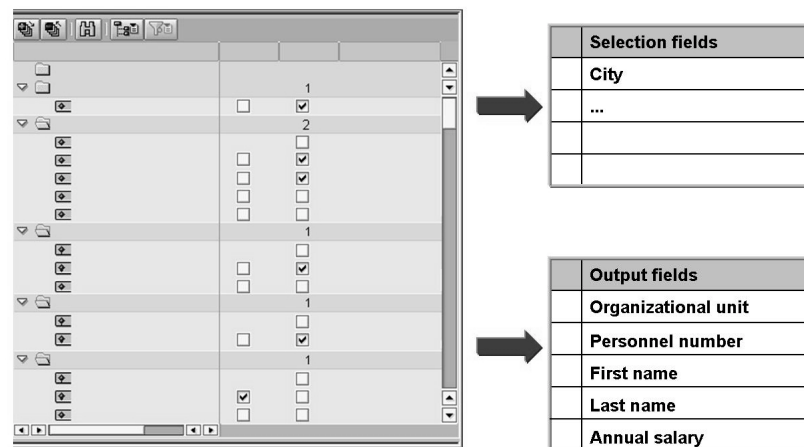 1
2
1
1
1
Selection fields
City
...
Output fields
Organizational unit
Personnel number
First name
Last name
Annual salary